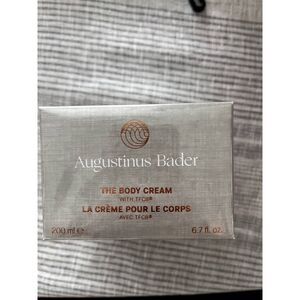 Augustinus Bader
THE BODY CREAM
WITH TFC8®
LA CRÈME POUR LE CORPS
AVEC TFC8®
200 ml e 6.7 fl. oz.